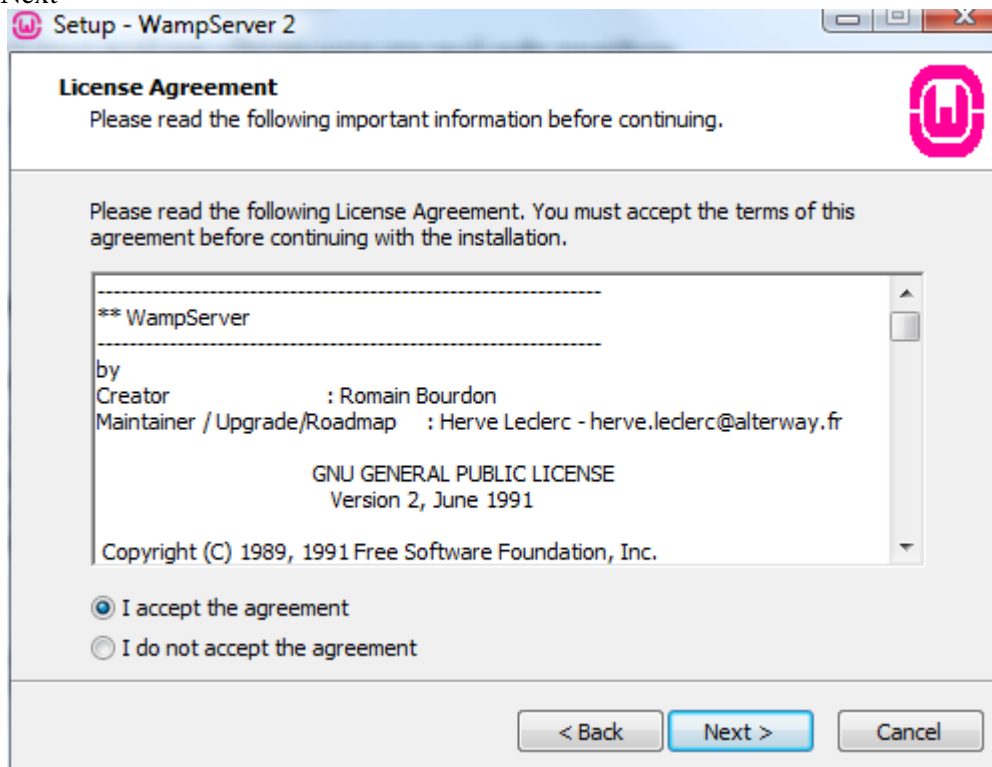 Next
Setup - WampServer 2
License Agreement
Please read the following important information before continuing.
Please read the following License Agreement. You must accept the terms of this
agreement before continuing with the installation.
---------------------------------------------------------------
** WampServer
---------------------------------------------------------------
by
Creator : Romain Bourdon
Maintainer / Upgrade/Roadmap : Herve Leclerc - herve.leclerc@alterway.fr
GNU GENERAL PUBLIC LICENSE
Version 2, June 1991
Copyright (C) 1989, 1991 Free Software Foundation, Inc.
I accept the agreement
I do not accept the agreement
< Back Next > Cancel